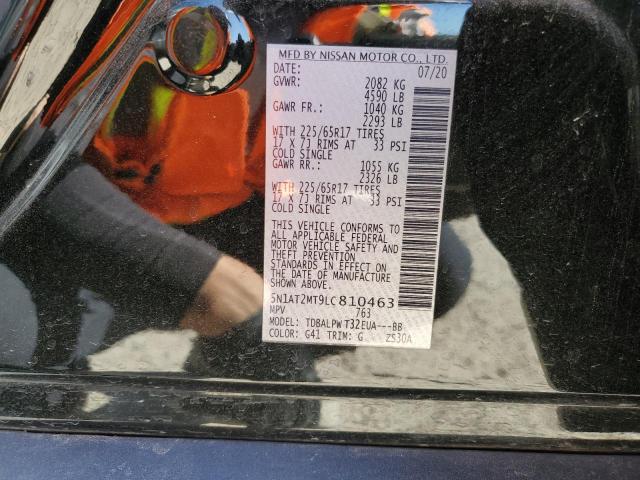 MFD BY NISSAN MOTOR CO., LTD.
DATE: 07/20
GVWR: 2082 KG
4590 LB
GAWR FR.: 1040 KG
2293 LB
WITH 225/65R17 TIRES
17 X 7J RIMS AT 33 PSI
COLD SINGLE
GAWR RR.: 1055 KG
2326 LB
WITH 225/65R17 TIRES
17 X 7J RIMS AT 33 PSI
COLD SINGLE
THIS VEHICLE CONFORMS TO
ALL APPLICABLE FEDERAL
MOTOR VEHICLE SAFETY AND
THEFT PREVENTION
STANDARDS IN EFFECT ON
THE DATE OF MANUFACTURE
SHOWN ABOVE.
5N1AT2MT9LC810463
MPV 763
MODEL: TDBALPWT32EUA---BB
COLOR: G41 TRIM: G ZS30A